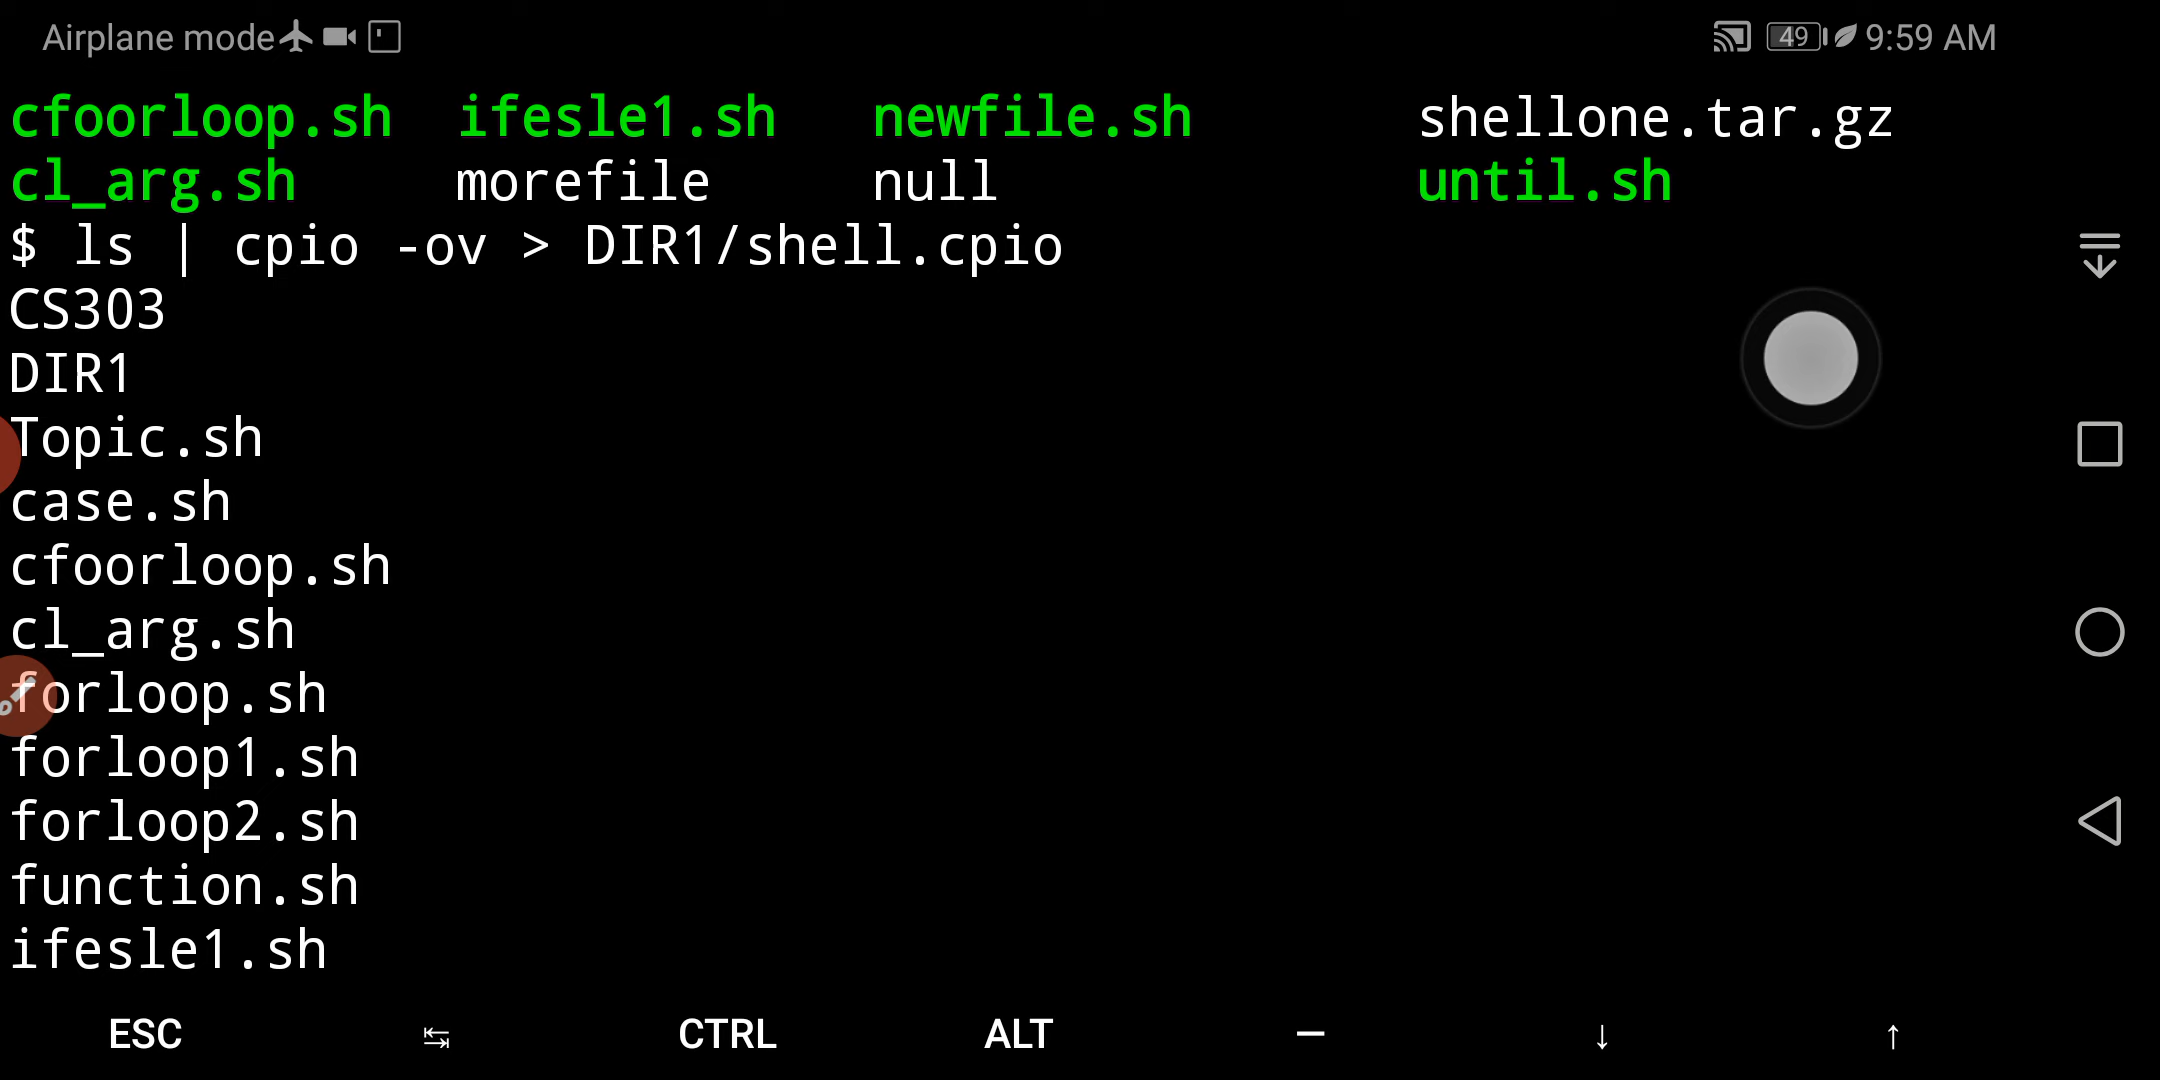 Airplane mode 49 9:59 AM
cfoorloop.sh ifesle1.sh newfile.sh shellone.tar.gz
cl_arg.sh morefile null until.sh
$ ls | cpio -ov > DIR1/shell.cpio
CS303
DIR1
Topic.sh
case.sh
cfoorloop.sh
cl_arg.sh
forloop.sh
forloop1.sh
forloop2.sh
function.sh
ifesle1.sh
ESC ↹ CTRL ALT — ↓ ↑